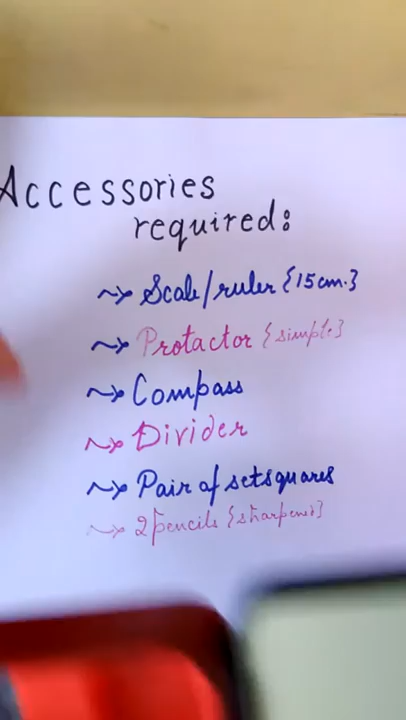 Accessories
required:
~> Scale/ruler {15cm.}
~> Protactor {simple}
~> Compass
~> Divider
~> Pair of setsquares
~> 2 pencils {sharpened}